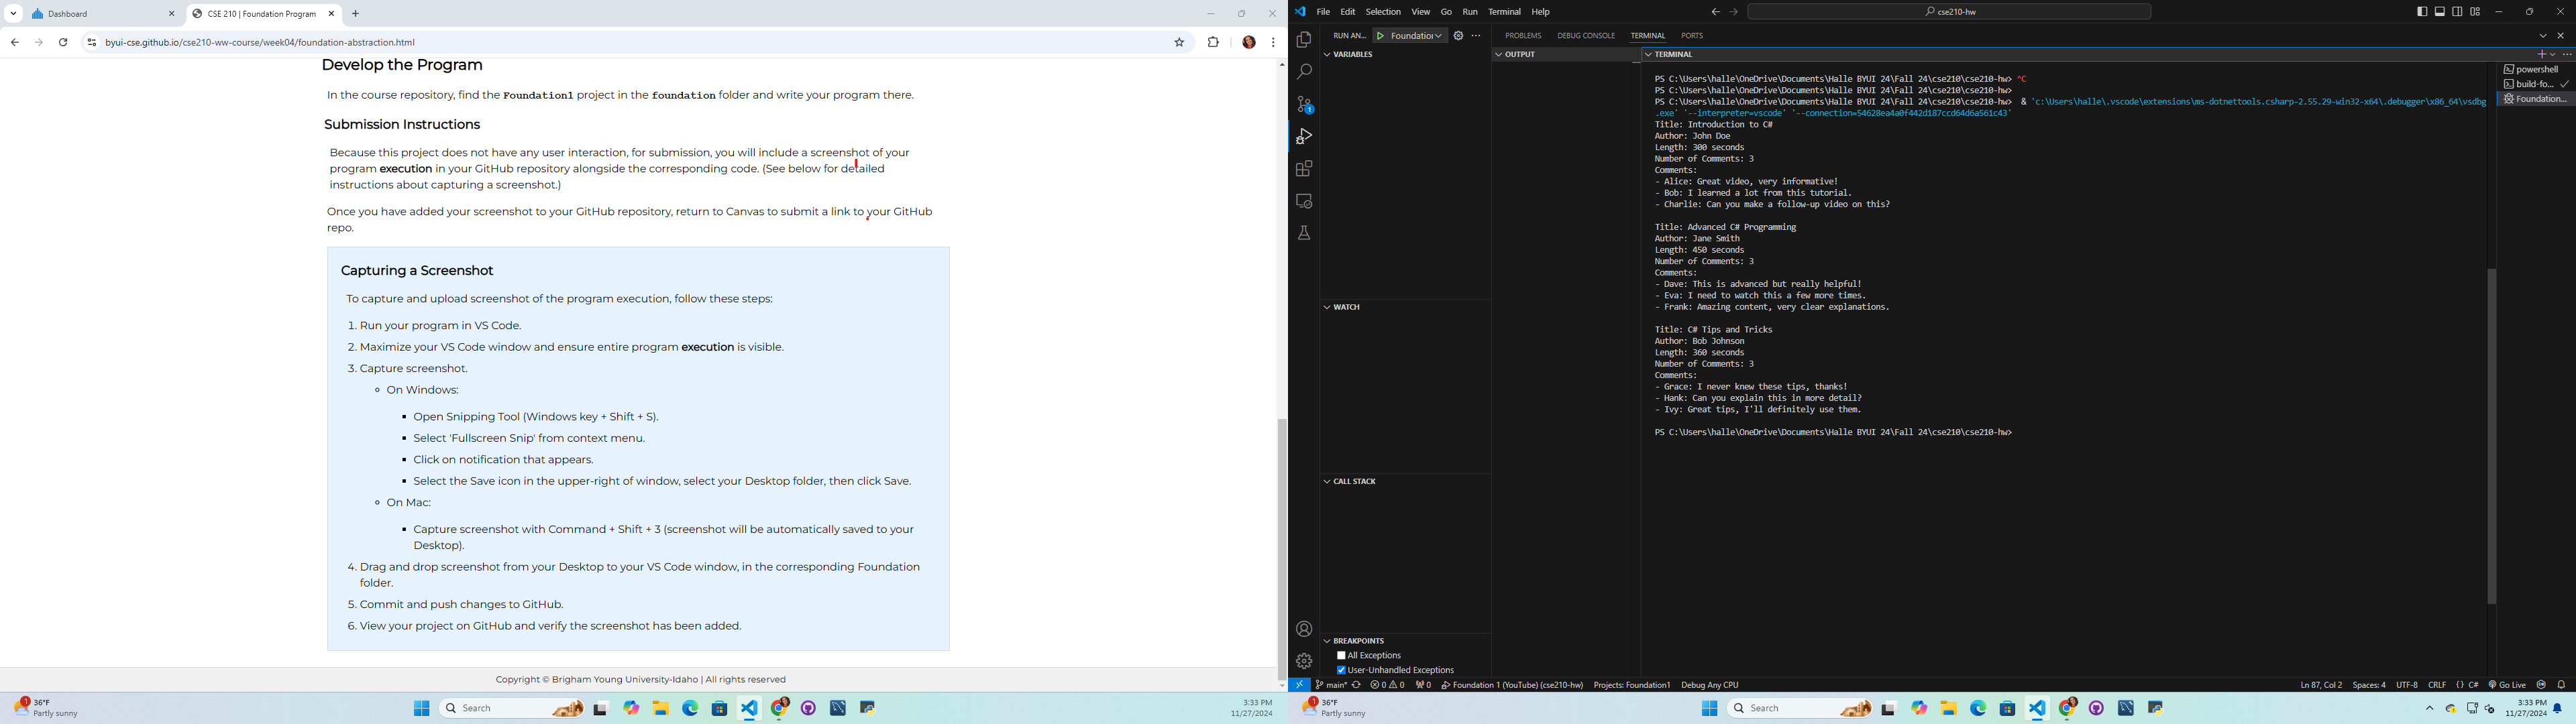 Dashboard
CSE 210 | Foundation Program
byui-cse.github.io/cse210-ww-course/week04/foundation-abstraction.html
Develop the Program
In the course repository, find the Foundation1 project in the foundation folder and write your program there.
Submission Instructions
Because this project does not have any user interaction, for submission, you will include a screenshot of your
program execution in your GitHub repository alongside the corresponding code. (See below for detailed
instructions about capturing a screenshot.)
Once you have added your screenshot to your GitHub repository, return to Canvas to submit a link to your GitHub
repo.
Capturing a Screenshot
To capture and upload screenshot of the program execution, follow these steps:
1. Run your program in VS Code.
2. Maximize your VS Code window and ensure entire program execution is visible.
3. Capture screenshot.
On Windows:
Open Snipping Tool (Windows key + Shift + S).
Select 'Fullscreen Snip' from context menu.
Click on notification that appears.
Select the Save icon in the upper-right of window, select your Desktop folder, then click Save.
On Mac:
Capture screenshot with Command + Shift + 3 (screenshot will be automatically saved to your
Desktop).
4. Drag and drop screenshot from your Desktop to your VS Code window, in the corresponding Foundation
folder.
5. Commit and push changes to GitHub.
6. View your project on GitHub and verify the screenshot has been added.
Copyright © Brigham Young University-Idaho | All rights reserved
1
36°F
Partly sunny
Search
3:33 PM
11/27/2024
File Edit Selection View Go Run Terminal Help
cse210-hw
RUN AN... Foundation
VARIABLES
WATCH
CALL STACK
BREAKPOINTS
All Exceptions
User-Unhandled Exceptions
1
PROBLEMS DEBUG CONSOLE TERMINAL PORTS
OUTPUT
TERMINAL
PS C:\Users\halle\OneDrive\Documents\Halle BYUI 24\Fall 24\cse210\cse210-hw> ^C
PS C:\Users\halle\OneDrive\Documents\Halle BYUI 24\Fall 24\cse210\cse210-hw>
PS C:\Users\halle\OneDrive\Documents\Halle BYUI 24\Fall 24\cse210\cse210-hw> & 'c:\Users\halle\.vscode\extensions\ms-dotnettools.csharp-2.55.29-win32-x64\.debugger\x86_64\vsdbg
.exe' '--interpreter=vscode' '--connection=54628ea4a0f442d187ccd64d6a561c43'
Title: Introduction to C#
Author: John Doe
Length: 300 seconds
Number of Comments: 3
Comments:
- Alice: Great video, very informative!
- Bob: I learned a lot from this tutorial.
- Charlie: Can you make a follow-up video on this?
Title: Advanced C# Programming
Author: Jane Smith
Length: 450 seconds
Number of Comments: 3
Comments:
- Dave: This is advanced but really helpful!
- Eva: I need to watch this a few more times.
- Frank: Amazing content, very clear explanations.
Title: C# Tips and Tricks
Author: Bob Johnson
Length: 360 seconds
Number of Comments: 3
Comments:
- Grace: I never knew these tips, thanks!
- Hank: Can you explain this in more detail?
- Ivy: Great tips, I'll definitely use them.
PS C:\Users\halle\OneDrive\Documents\Halle BYUI 24\Fall 24\cse210\cse210-hw>
powershell
build-fo...
Foundation...
main* 0 0 0 Foundation 1 (YouTube) (cse210-hw) Projects: Foundation1 Debug Any CPU
Ln 87, Col 2 Spaces: 4 UTF-8 CRLF {} C# Go Live
1
36°F
Partly sunny
Search
3:33 PM
11/27/2024